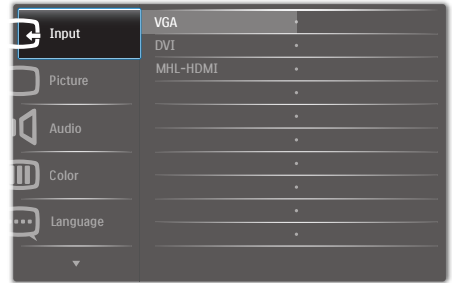 Input
VGA
DVI
MHL-HDMI
Picture
Audio
Color
Language